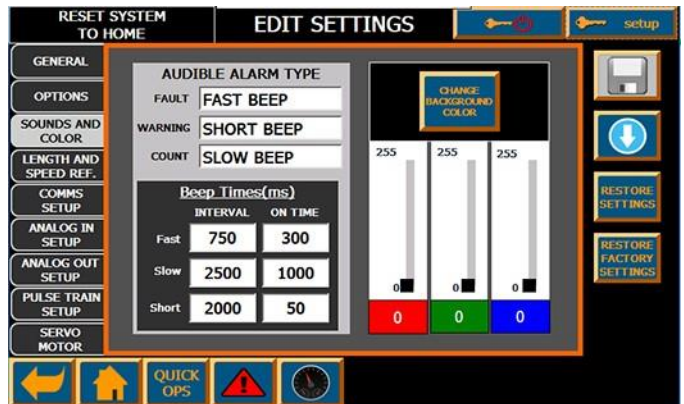 RESET SYSTEM
TO HOME
EDIT SETTINGS
setup
GENERAL
OPTIONS
SOUNDS AND
COLOR
LENGTH AND
SPEED REF.
COMMS
SETUP
ANALOG IN
SETUP
ANALOG OUT
SETUP
PULSE TRAIN
SETUP
SERVO
MOTOR
AUDIBLE ALARM TYPE
FAULT FAST BEEP
WARNING SHORT BEEP
COUNT SLOW BEEP
Beep Times(ms)
INTERVAL ON TIME
Fast 750 300
Slow 2500 1000
Short 2000 50
CHANGE
BACKGROUND
COLOR
255 255 255
0 0 0
0 0 0
RESTORE
SETTINGS
RESTORE
FACTORY
SETTINGS
QUICK
OPS